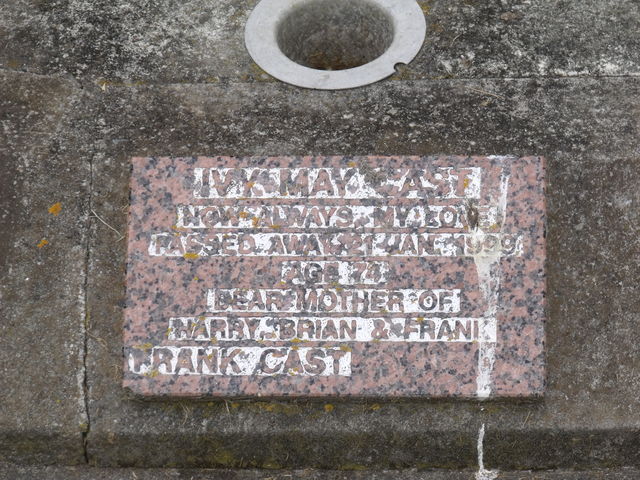 IVY MAY CAST
NOW & ALWAYS, MY LOVE
PASSED AWAY 21 JAN 1999
AGE 74
DEAR MOTHER OF
HARRY, BRIAN & FRANK
FRANK CAST